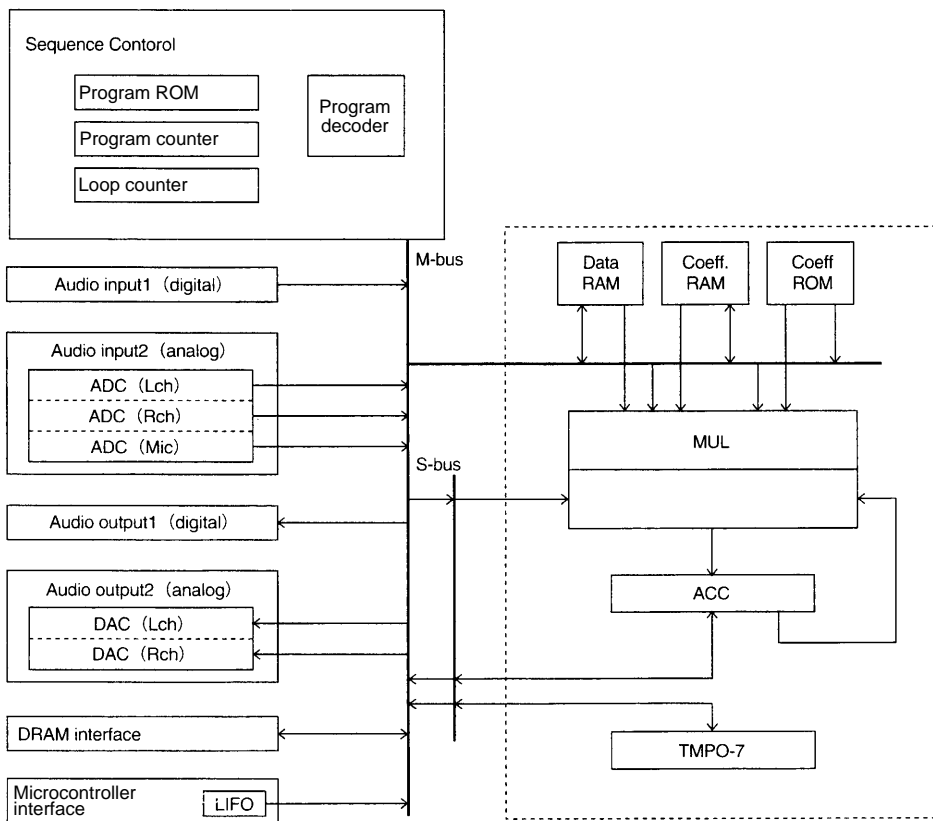 Sequence Contorol
Program ROM
Program counter
Loop counter
Program
decoder
M-bus
Audio input1 (digital)
Audio input2 (analog)
ADC (Lch)
ADC (Rch)
ADC (Mic)
S-bus
Audio output1 (digital)
Audio output2 (analog)
DAC (Lch)
DAC (Rch)
DRAM interface
Microcontroller
interface
LIFO
Data
RAM
Coeff.
RAM
Coeff
ROM
MUL
ACC
TMPO-7